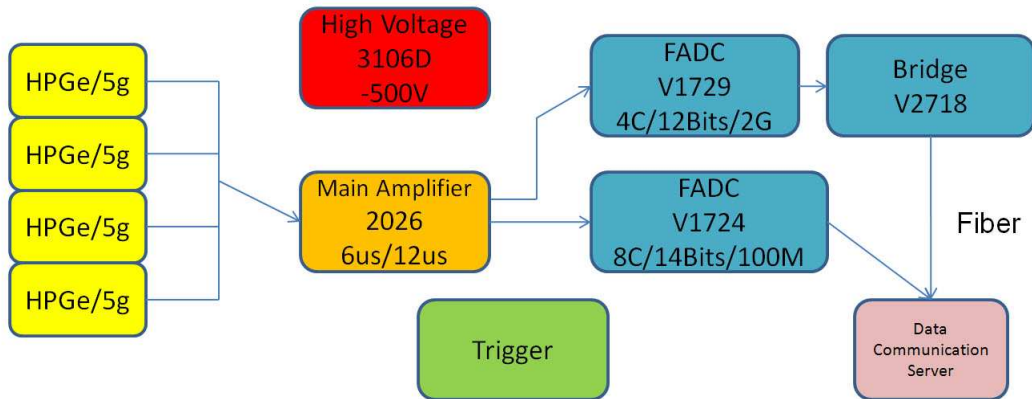 HPGe/5g
HPGe/5g
HPGe/5g
HPGe/5g
High Voltage
3106D
-500V
Main Amplifier
2026
6us/12us
FADC
V1729
4C/12Bits/2G
Bridge
V2718
FADC
V1724
8C/14Bits/100M
Fiber
Trigger
Data
Communication
Server